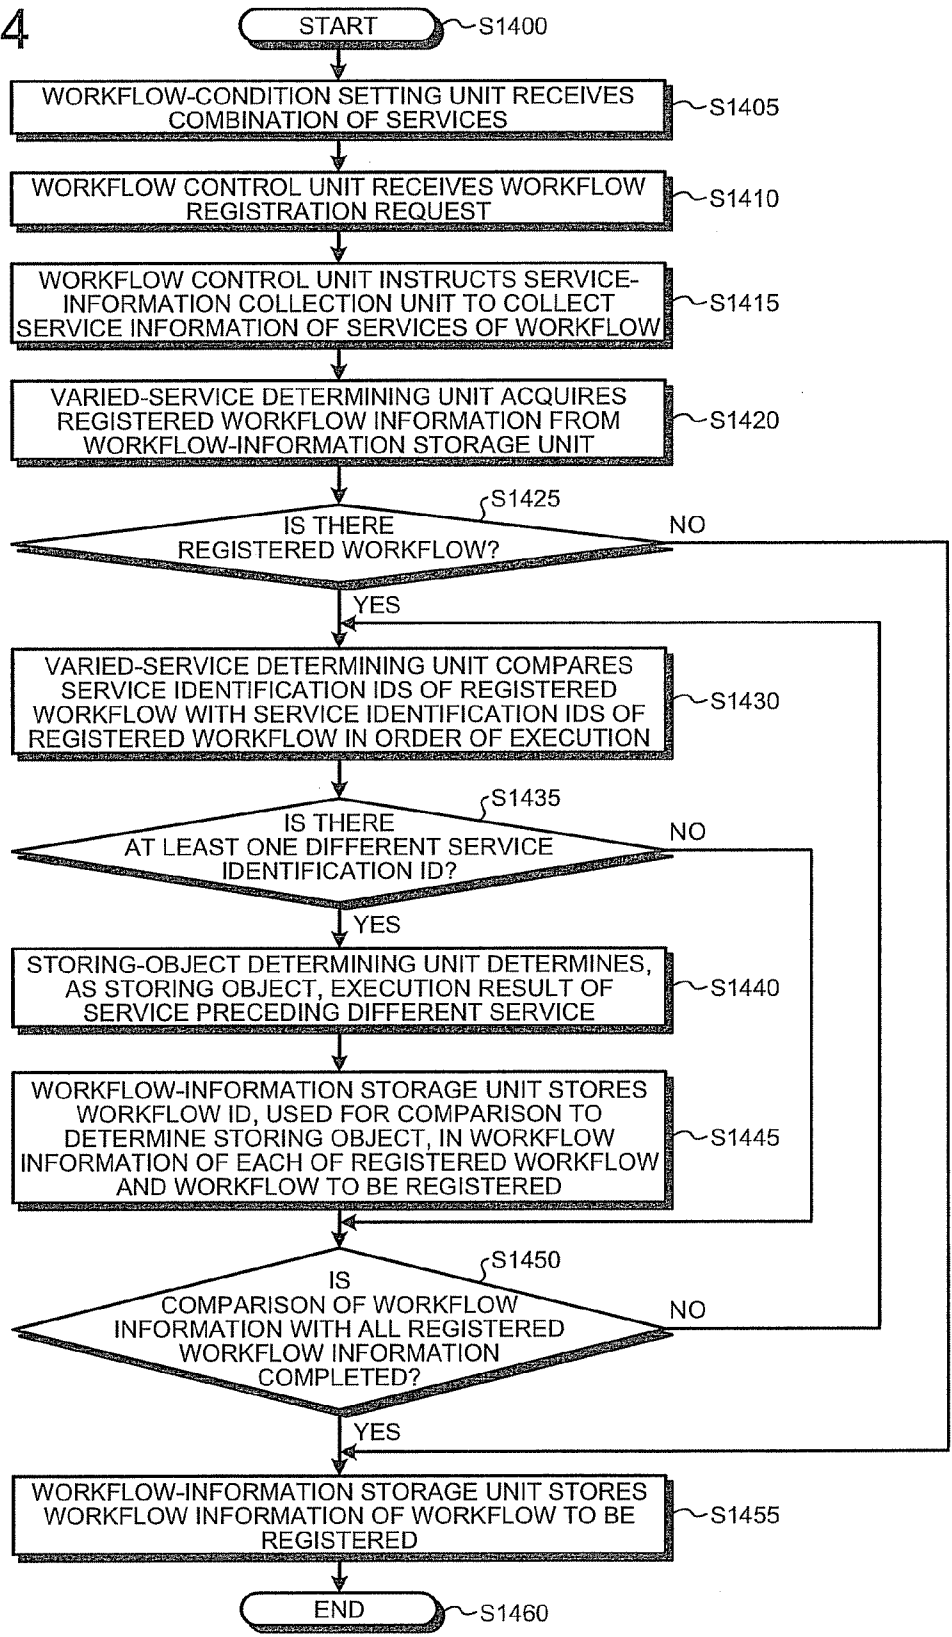 4
START
S1400
WORKFLOW-CONDITION SETTING UNIT RECEIVES
COMBINATION OF SERVICES
S1405
WORKFLOW CONTROL UNIT RECEIVES WORKFLOW
REGISTRATION REQUEST
S1410
WORKFLOW CONTROL UNIT INSTRUCTS SERVICE-
INFORMATION COLLECTION UNIT TO COLLECT
SERVICE INFORMATION OF SERVICES OF WORKFLOW
S1415
VARIED-SERVICE DETERMINING UNIT ACQUIRES
REGISTERED WORKFLOW INFORMATION FROM
WORKFLOW-INFORMATION STORAGE UNIT
S1420
S1425
IS THERE
REGISTERED WORKFLOW?
NO
YES
VARIED-SERVICE DETERMINING UNIT COMPARES
SERVICE IDENTIFICATION IDS OF REGISTERED
WORKFLOW WITH SERVICE IDENTIFICATION IDS OF
REGISTERED WORKFLOW IN ORDER OF EXECUTION
S1430
S1435
IS THERE
AT LEAST ONE DIFFERENT SERVICE
IDENTIFICATION ID?
NO
YES
STORING-OBJECT DETERMINING UNIT DETERMINES,
AS STORING OBJECT, EXECUTION RESULT OF
SERVICE PRECEDING DIFFERENT SERVICE
S1440
WORKFLOW-INFORMATION STORAGE UNIT STORES
WORKFLOW ID, USED FOR COMPARISON TO
DETERMINE STORING OBJECT, IN WORKFLOW
INFORMATION OF EACH OF REGISTERED WORKFLOW
AND WORKFLOW TO BE REGISTERED
S1445
S1450
IS
COMPARISON OF WORKFLOW
INFORMATION WITH ALL REGISTERED
WORKFLOW INFORMATION
COMPLETED?
NO
YES
WORKFLOW-INFORMATION STORAGE UNIT STORES
WORKFLOW INFORMATION OF WORKFLOW TO BE
REGISTERED
S1455
END
S1460